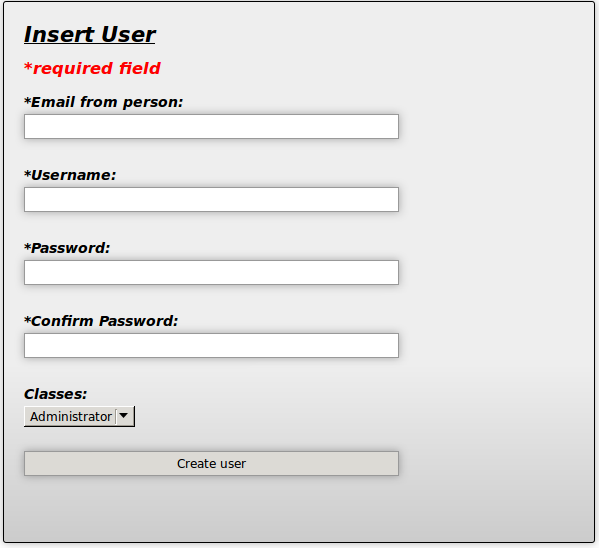 Insert User
*required field
*Email from person:
*Username:
*Password:
*Confirm Password:
Classes:
Administrator
Create user